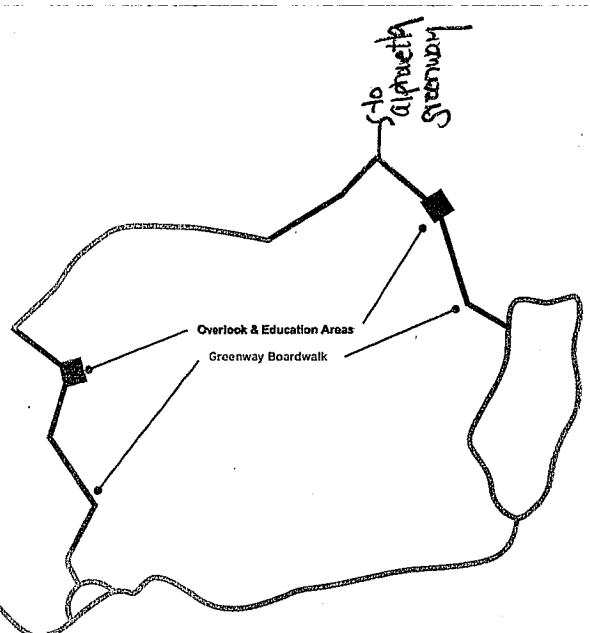 to
alpharetta
greenway
Overlook & Education Areas
Greenway Boardwalk